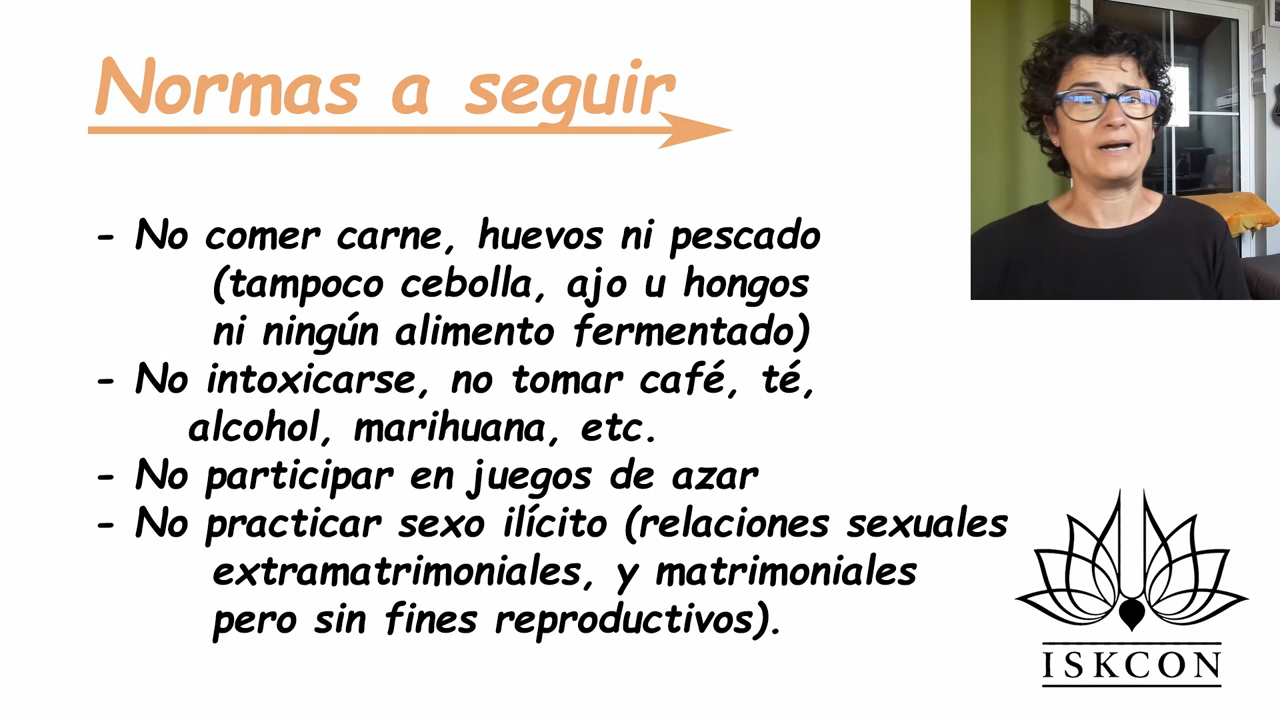 Normas a seguir
- No comer carne, huevos ni pescado
(tampoco cebolla, ajo u hongos
ni ningún alimento fermentado)
- No intoxicarse, no tomar café, té,
alcohol, marihuana, etc.
- No participar en juegos de azar
- No practicar sexo ilícito (relaciones sexuales
extramatrimoniales, y matrimoniales
pero sin fines reproductivos).
ISKCON